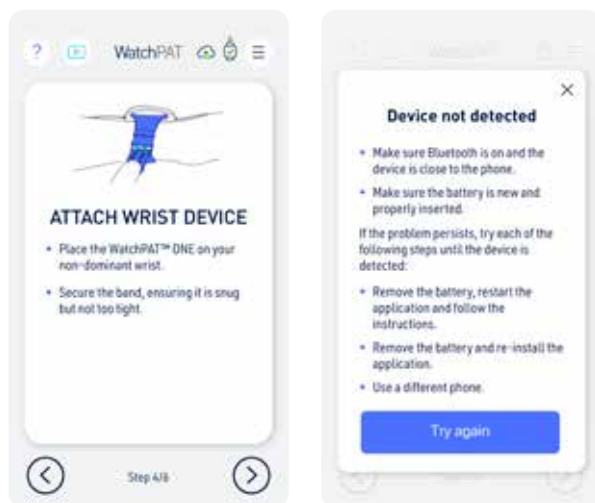 ?
WatchPAT
ATTACH WRIST DEVICE
• Place the WatchPAT™ ONE on your
non-dominant wrist.
• Secure the band, ensuring it is snug
but not too tight.
Step 4/6
Device not detected
• Make sure Bluetooth is on and the
device is close to the phone.
• Make sure the battery is new and
properly inserted.
If the problem persists, try each of the
following steps until the device is
detected:
• Remove the battery, restart the
application and follow the
instructions.
• Remove the battery and re-install the
application.
• Use a different phone.
Try again